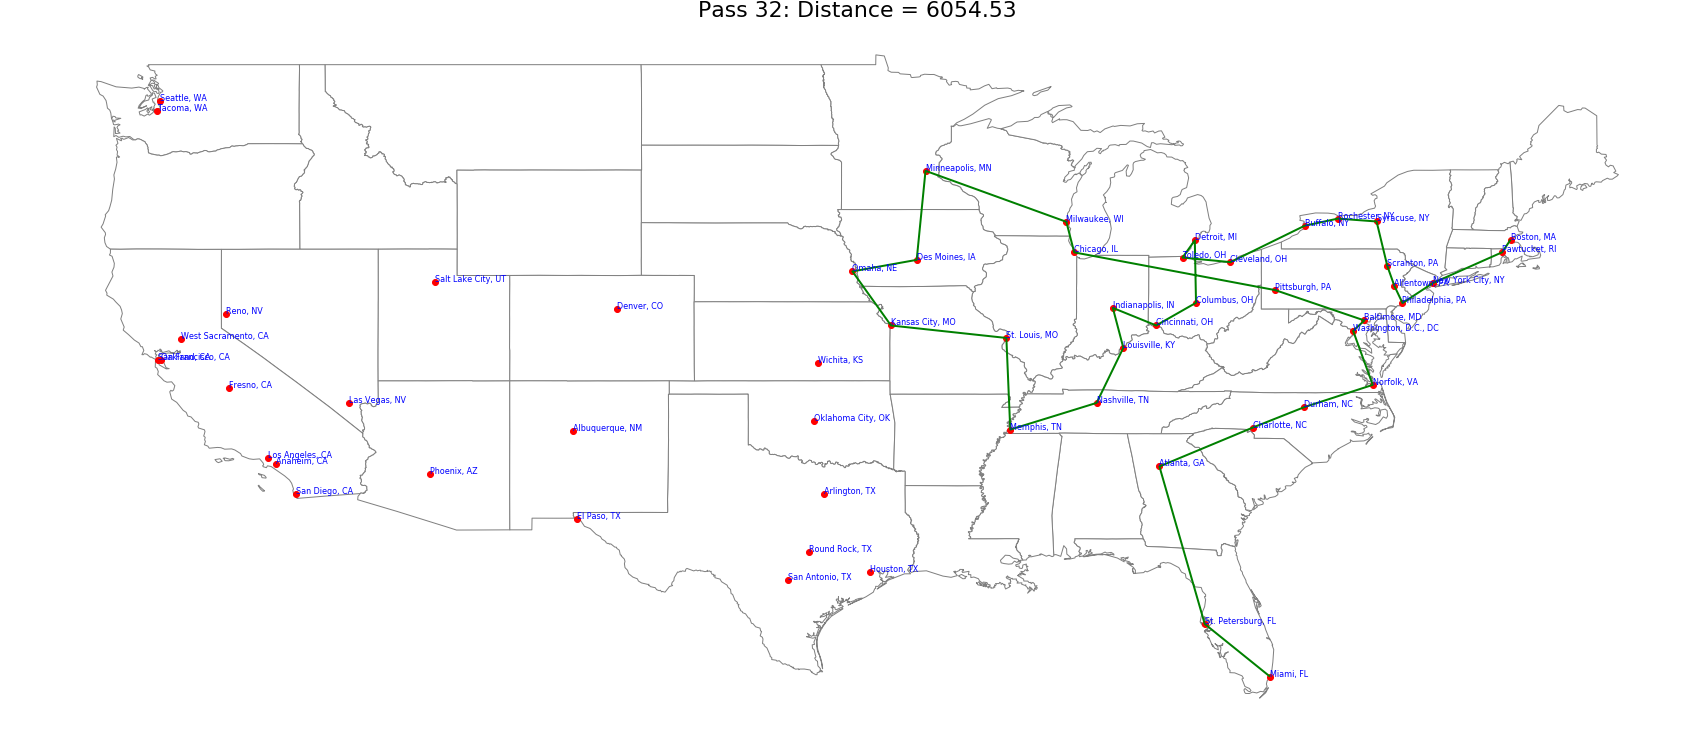 Pass 32: Distance = 6054.53
Seattle, WA
Tacoma, WA
Minneapolis, MN
Milwaukee, WI
Rochester, NY
Syracuse, NY
Buffalo, NY
Detroit, MI
Boston, MA
Pawtucket, RI
Chicago, IL
Toledo, OH
Cleveland, OH
Des Moines, IA
Scranton, PA
Omaha, NE
Salt Lake City, UT
New York City, NY
Allentown, PA
Pittsburgh, PA
Columbus, OH
Philadelphia, PA
Indianapolis, IN
Denver, CO
Reno, NV
Baltimore, MD
Kansas City, MO
Cincinnati, OH
Washington, D.C., DC
West Sacramento, CA
St. Louis, MO
Louisville, KY
San Francisco, CA
Wichita, KS
Norfolk, VA
Fresno, CA
Las Vegas, NV
Nashville, TN
Durham, NC
Oklahoma City, OK
Charlotte, NC
Albuquerque, NM
Memphis, TN
Los Angeles, CA
Anaheim, CA
Atlanta, GA
Phoenix, AZ
San Diego, CA
Arlington, TX
El Paso, TX
Round Rock, TX
Houston, TX
San Antonio, TX
St. Petersburg, FL
Miami, FL